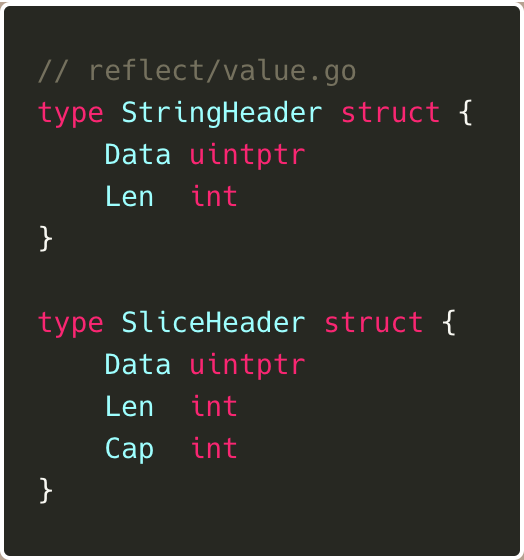 // reflect/value.go
type StringHeader struct {
    Data uintptr
    Len  int
}

type SliceHeader struct {
    Data uintptr
    Len  int
    Cap  int
}